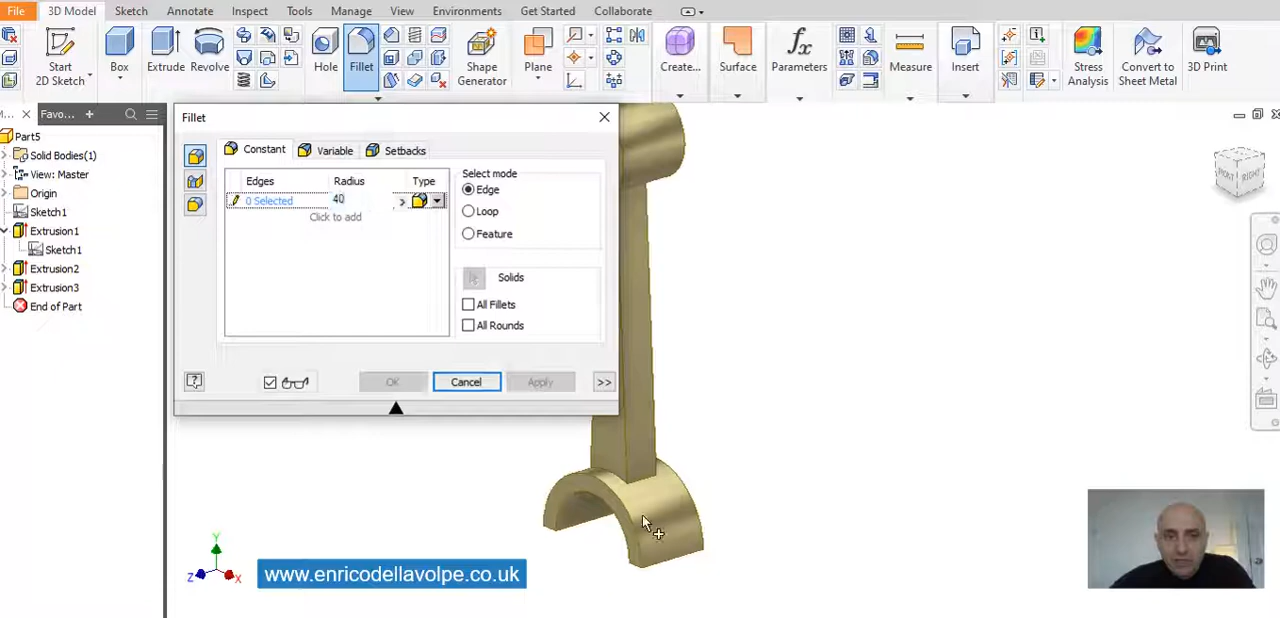 File 3D Model Sketch Annotate Inspect Tools Manage View Environments Get Started Collaborate
Start
2D Sketch
Box
Extrude
Revolve
Hole
Fillet
Shape
Generator
Plane
Create...
Surface
fx
Parameters
Measure
Insert
Stress
Analysis
Convert to
Sheet Metal
3D Print
M... × Favo... +
Part5
Solid Bodies(1)
View: Master
Origin
Sketch1
Extrusion1
Sketch1
Extrusion2
Extrusion3
End of Part
Fillet
Constant Variable Setbacks
Edges Radius Type
0 Selected 40
Click to add
Select mode
Edge
Loop
Feature
Solids
All Fillets
All Rounds
OK Cancel Apply >>
RIGHT
Y
Z X
www.enricodellavolpe.co.uk